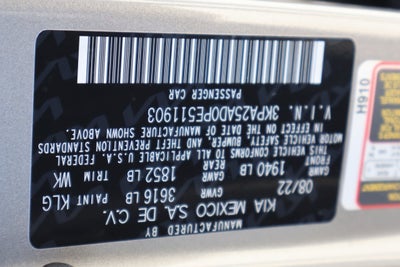 MANUFACTURED BY
KIA MEXICO S.A. DE C.V.
08/22 GVWR 3616 LB PAINT KLG
GAWR FRONT 1940 LB GAWR REAR 1852 LB TRIM WK
THIS VEHICLE CONFORMS TO ALL APPLICABLE U.S.A. FEDERAL
MOTOR VEHICLE SAFETY, BUMPER, AND THEFT PREVENTION STANDARDS
IN EFFECT ON THE DATE OF MANUFACTURE SHOWN ABOVE.
V.I.N. 3KPA25AD0PE511903
PASSENGER CAR
H910